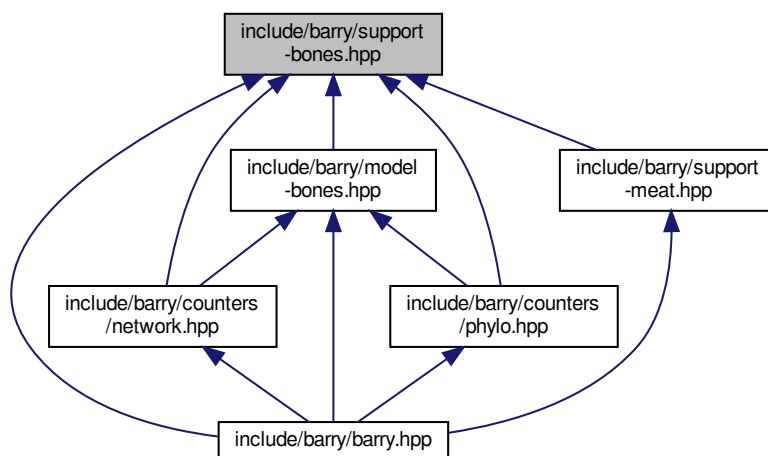 include/barry/support
-bones.hpp
include/barry/model
-bones.hpp
include/barry/support
-meat.hpp
include/barry/counters
/network.hpp
include/barry/counters
/phylo.hpp
include/barry/barry.hpp